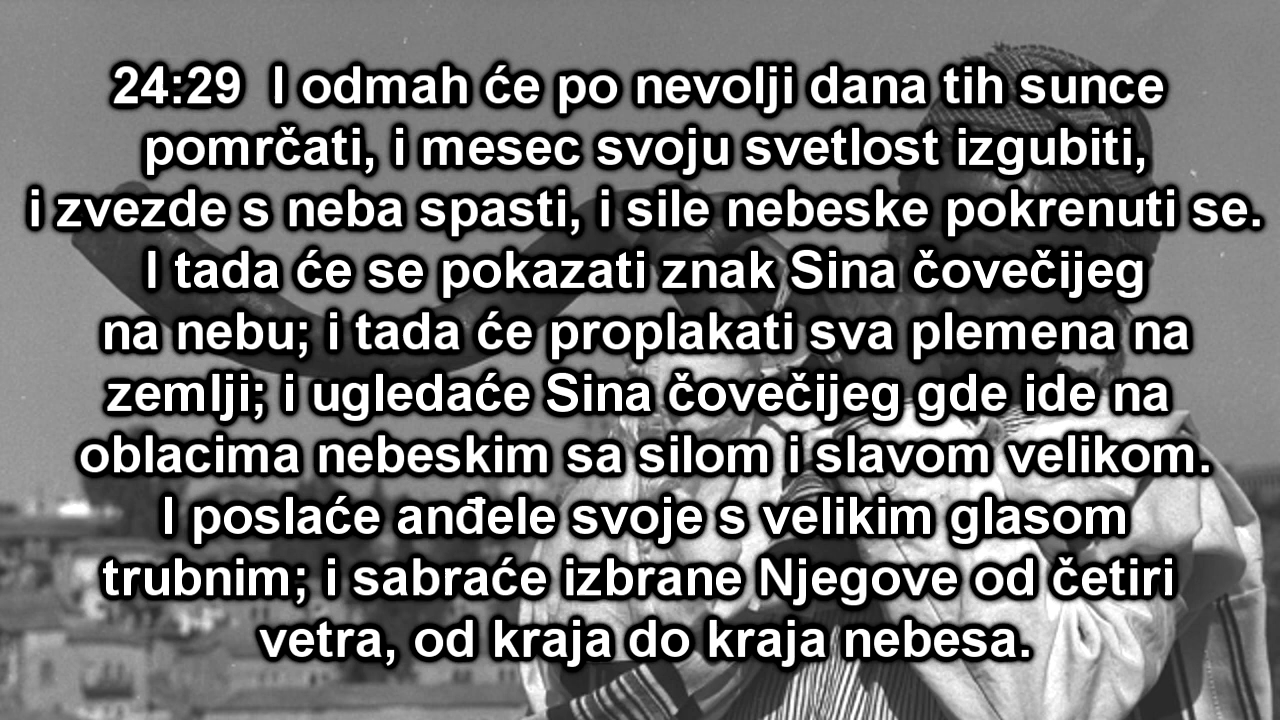 24:29 I odmah će po nevolji dana tih sunce
pomrčati, i mesec svoju svetlost izgubiti,
i zvezde s neba spasti, i sile nebeske pokrenuti se.
I tada će se pokazati znak Sina čovečijeg
na nebu; i tada će proplakati sva plemena na
zemlji; i ugledaće Sina čovečijeg gde ide na
oblacima nebeskim sa silom i slavom velikom.
I poslaće anđele svoje s velikim glasom
trubnim; i sabraće izbrane Njegove od četiri
vetra, od kraja do kraja nebesa.